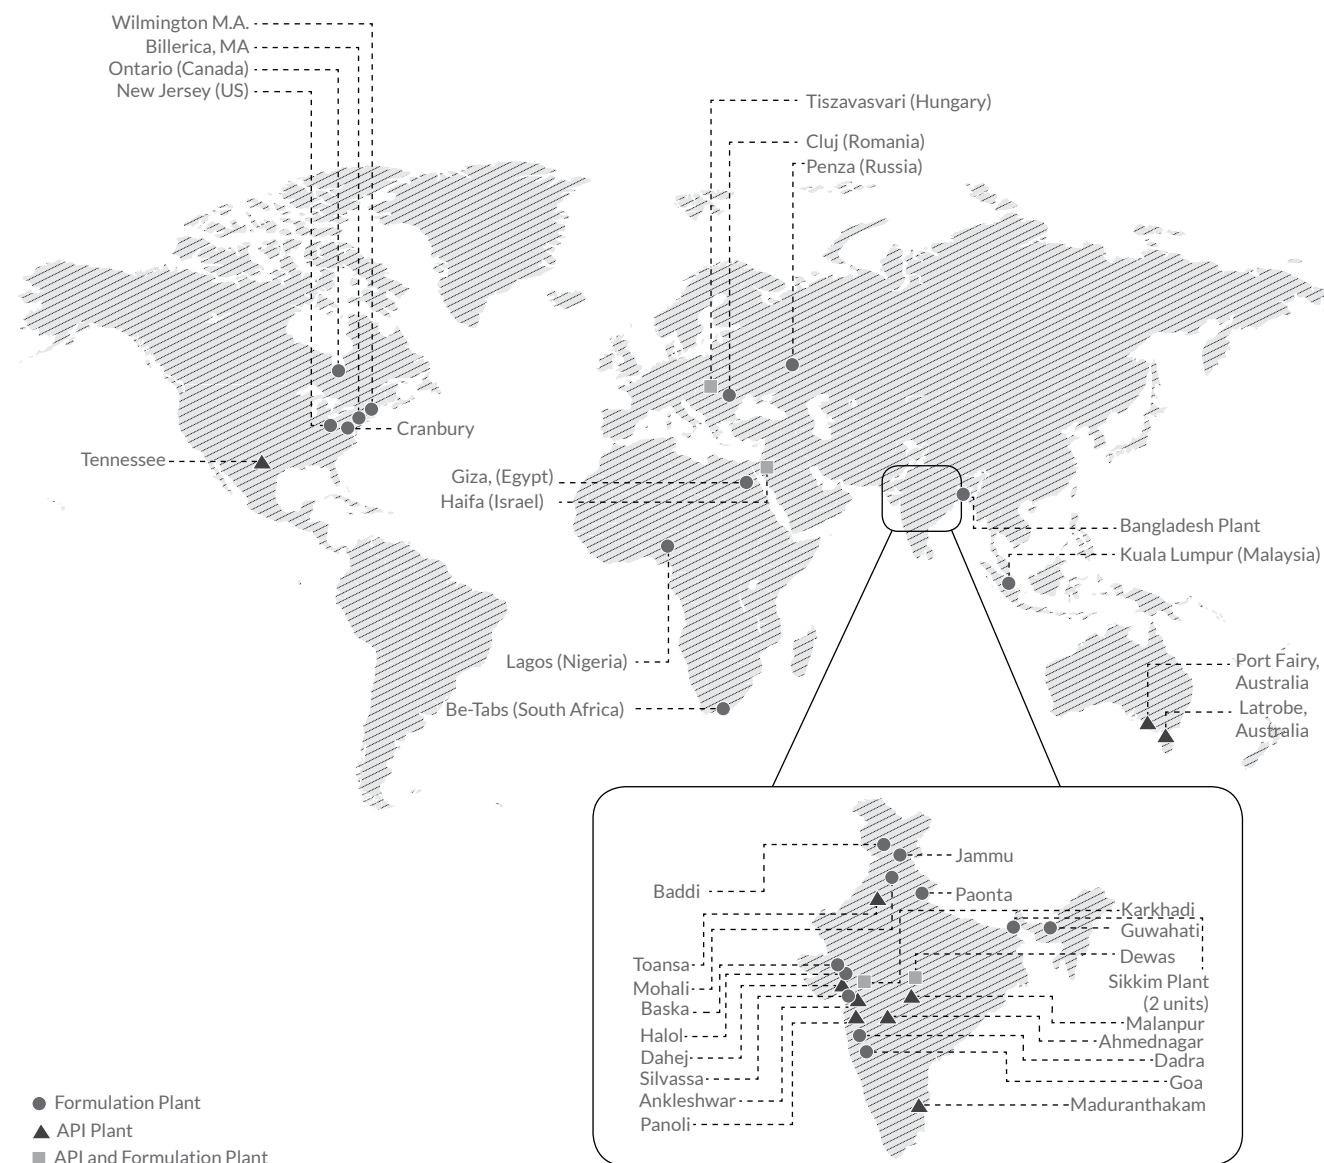 Wilmington M.A.
Billerica, MA
Ontario (Canada)
New Jersey (US)
Tiszavasvari (Hungary)
Cluj (Romania)
Penza (Russia)
Cranbury
Tennessee
Giza, (Egypt)
Haifa (Israel)
Bangladesh Plant
Kuala Lumpur (Malaysia)
Lagos (Nigeria)
Be-Tabs (South Africa)
Port Fairy,
Australia
Latrobe,
Australia
Baddi
Jammu
Paonta
Karkhadi
Guwahati
Dewas
Sikkim Plant
(2 units)
Malanpur
Ahmednagar
Dadra
Goa
Maduranthakam
Toansa
Mohali
Baska
Halol
Dahej
Silvassa
Ankleshwar
Panoli
Formulation Plant
API Plant
API and Formulation Plant